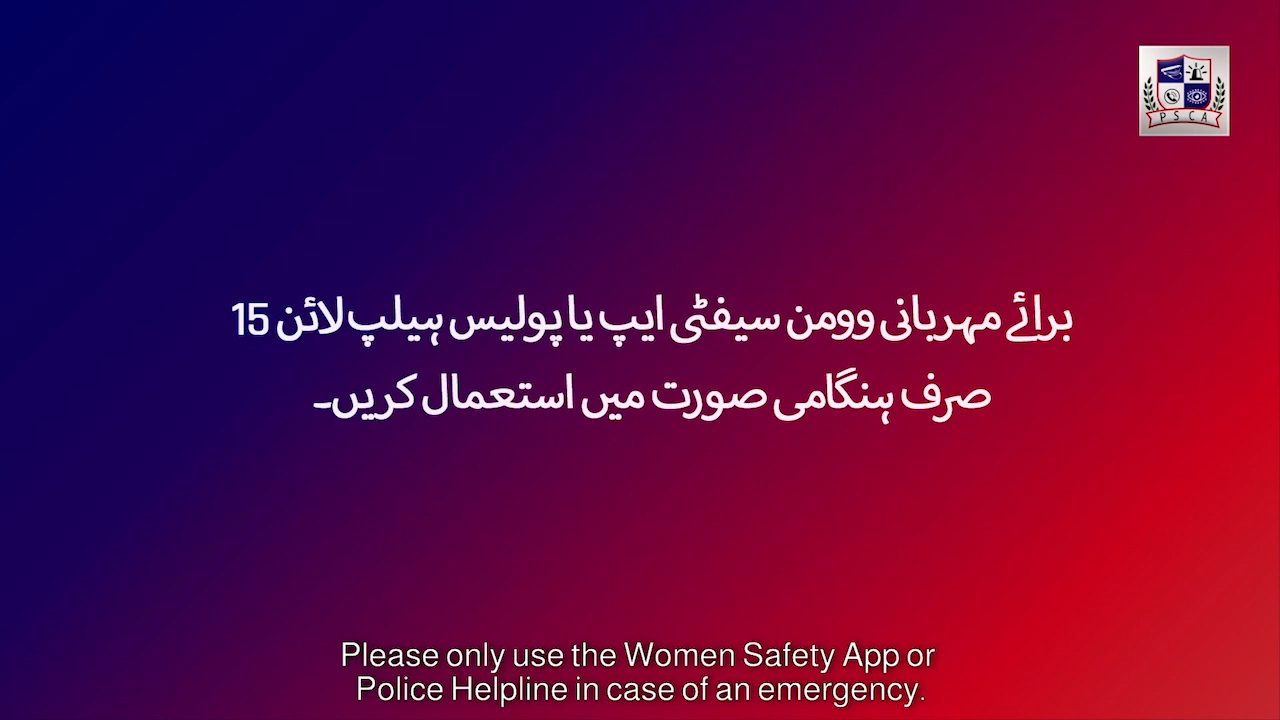 PSCA
برائے مہربانی وومن سیفٹی ایپ یا پولیس ہیلپ لائن 15
صرف ہنگامی صورت میں استعمال کریں۔
Please only use the Women Safety App or
Police Helpline in case of an emergency.